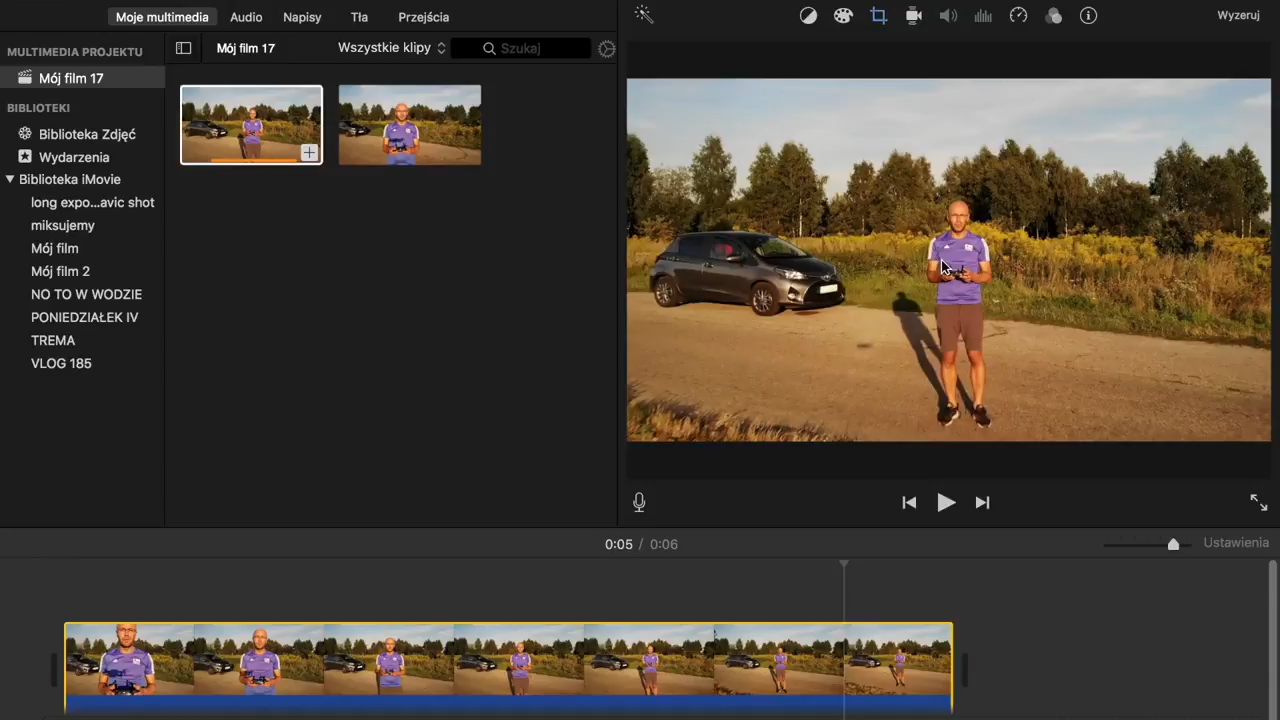 Moje multimedia Audio Napisy Tła Przejścia
Wyzeruj
MULTIMEDIA PROJEKTU
Mój film 17
BIBLIOTEKI
Biblioteka Zdjęć
Wydarzenia
Biblioteka iMovie
long expo...avic shot
miksujemy
Mój film
Mój film 2
NO TO W WODZIE
PONIEDZIAŁEK IV
TREMA
VLOG 185
Mój film 17 Wszystkie klipy Szukaj
0:05 / 0:06
Ustawienia